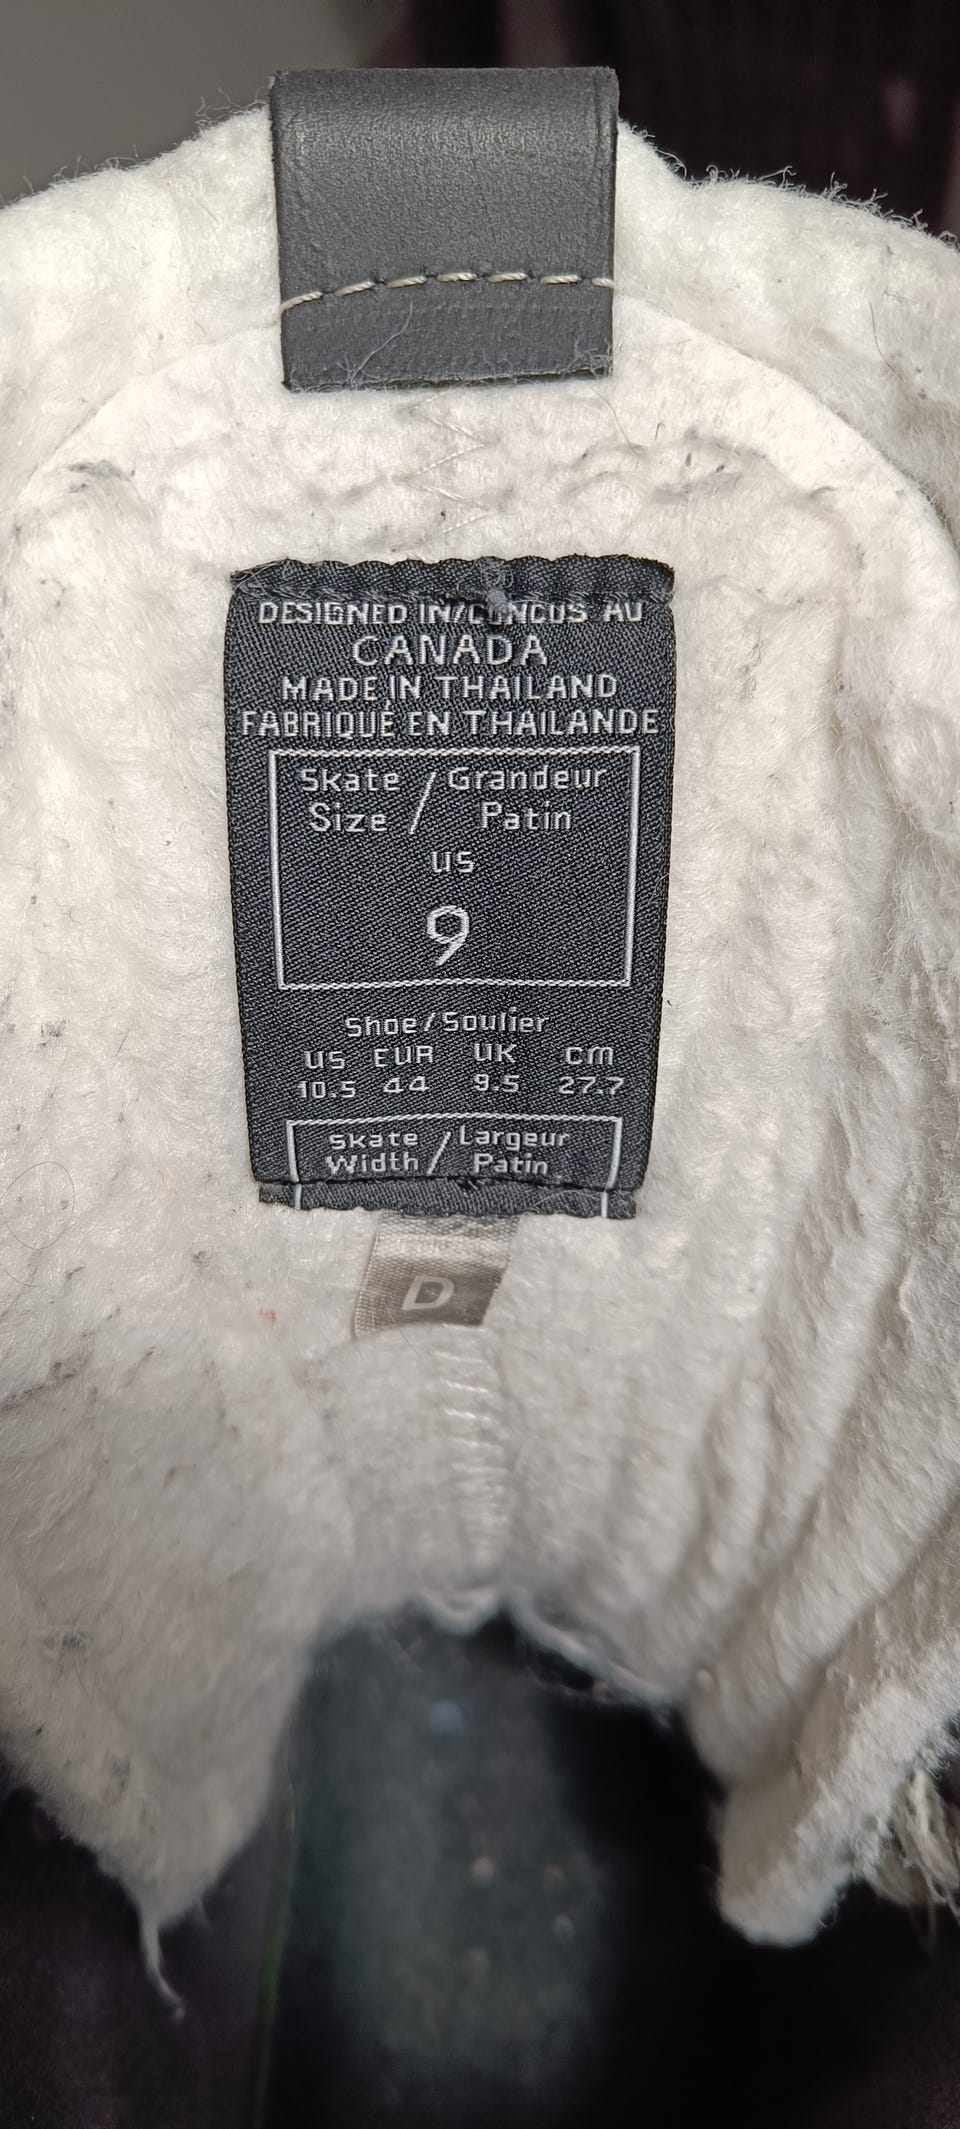 DESIGNED IN/CONCUS AU
CANADA
MADE IN THAILAND
FABRIQUÉ EN THAILANDE
Skate / Grandeur
Size / Patin
US
9
Shoe/Soulier
US EUR UK cm
10.5 44 9.5 27.7
Skate / Largeur
Width / Patin
D